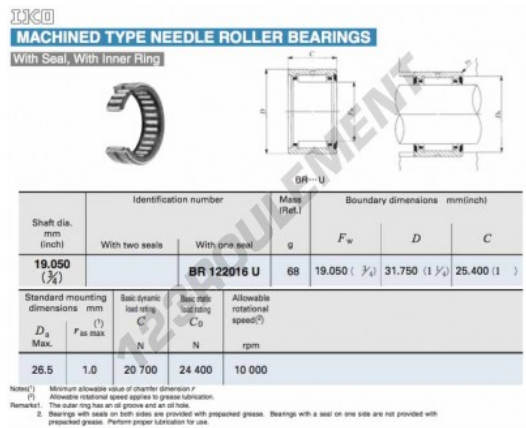 IKO
MACHINED TYPE NEEDLE ROLLER BEARINGS
With Seal, With Inner Ring
C
D
Fw
r
Da
BR…U
123ROULEMENT
Shaft dia.
mm
(inch)
Identification number
With two seals
With one seal
Mass
(Ref.)
g
Boundary dimensions mm(inch)
Fw
D
C
19.050
(¾)
BR 122016 U
68
19.050 ( ¾)
31.750 (1 ¼)
25.400 (1 )
Standard mounting
dimensions mm
Da
Max.
ras max (1)
Basic dynamic
load rating
C
N
Basic static
load rating
C0
N
Allowable
rotational
speed(2)
rpm
26.5
1.0
20 700
24 400
10 000
Notes(1) Minimum allowable value of chamfer dimension r
(2) Allowable rotational speed applies to grease lubrication.
Remarks1. The outer ring has an oil groove and an oil hole.
2. Bearings with seals on both sides are provided with prepacked grease. Bearings with a seal on one side are not provided with
prepacked grease. Perform proper lubrication for use.